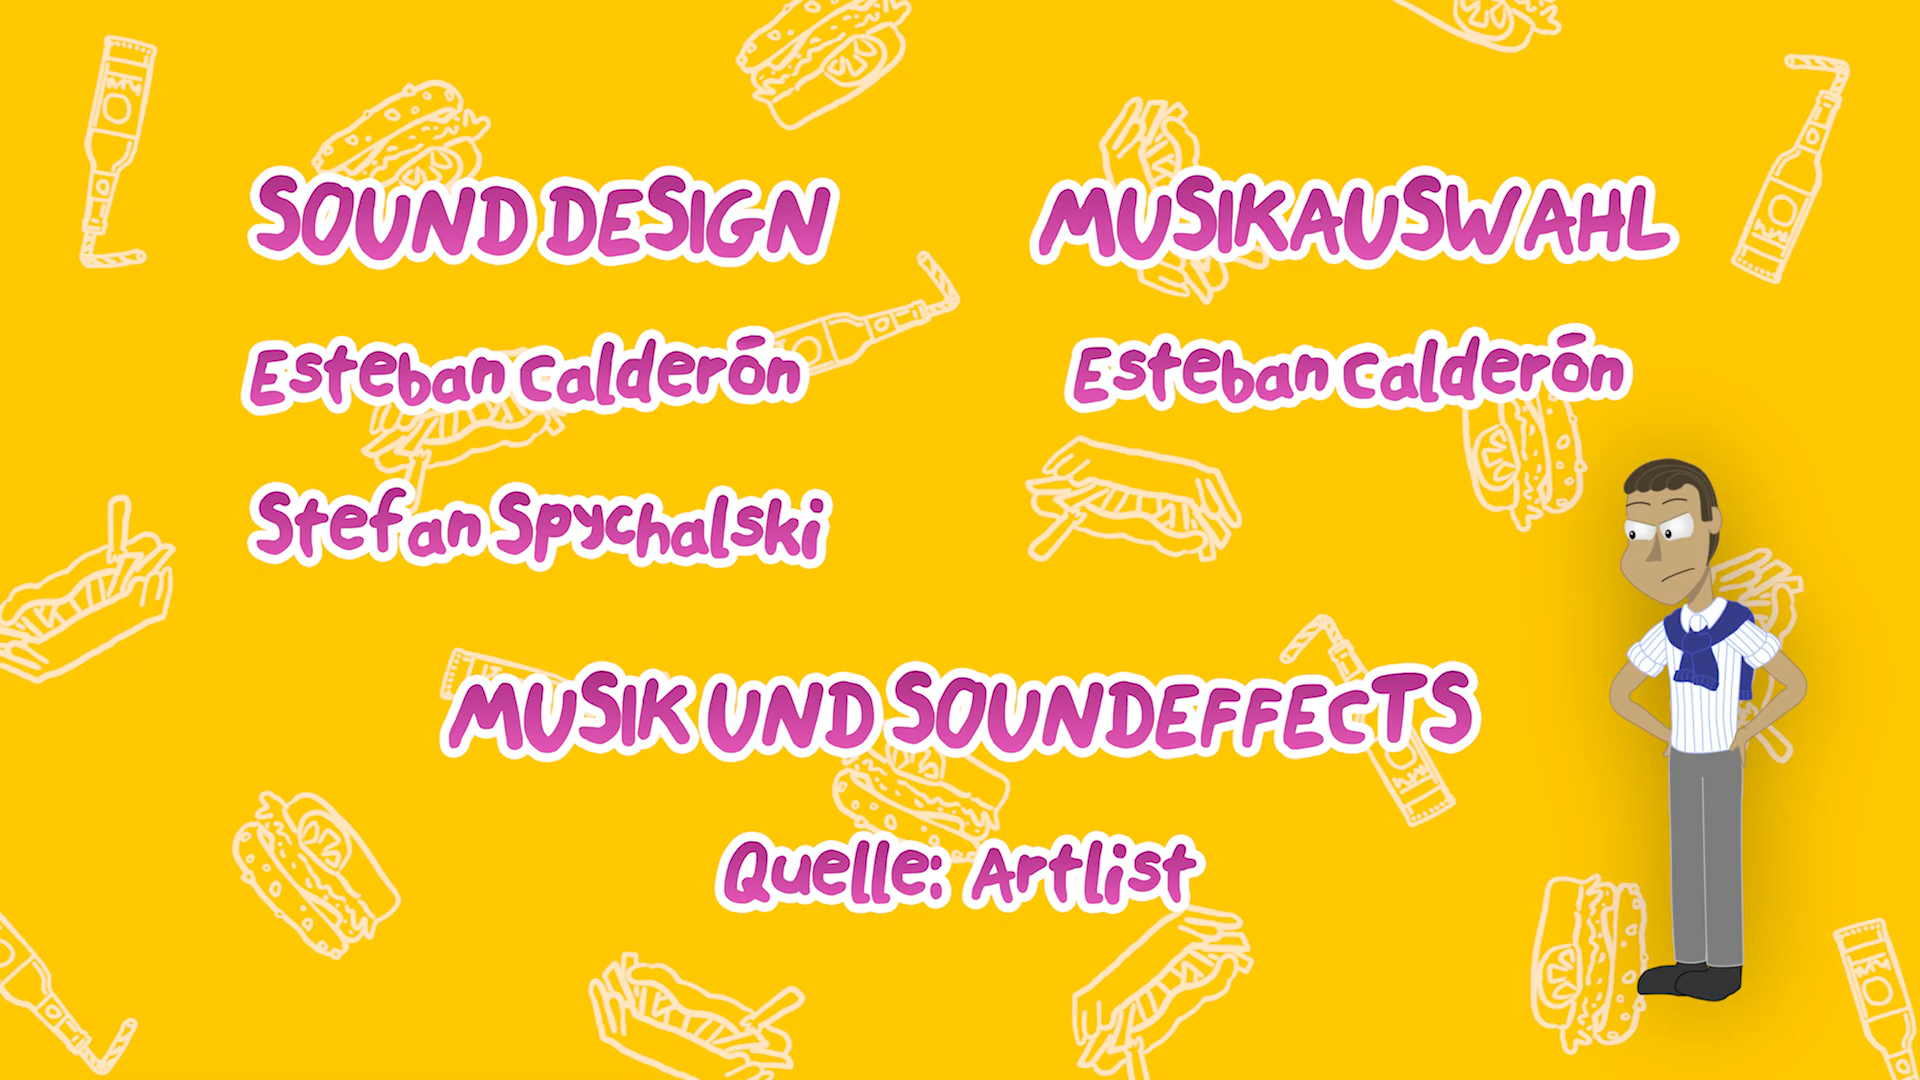 SOUND DESIGN
Esteban Calderón
Stefan Spychalski
MUSIKAUSWAHL
Esteban Calderón
MUSIK UND SOUNDEFFECTS
Quelle: Artlist